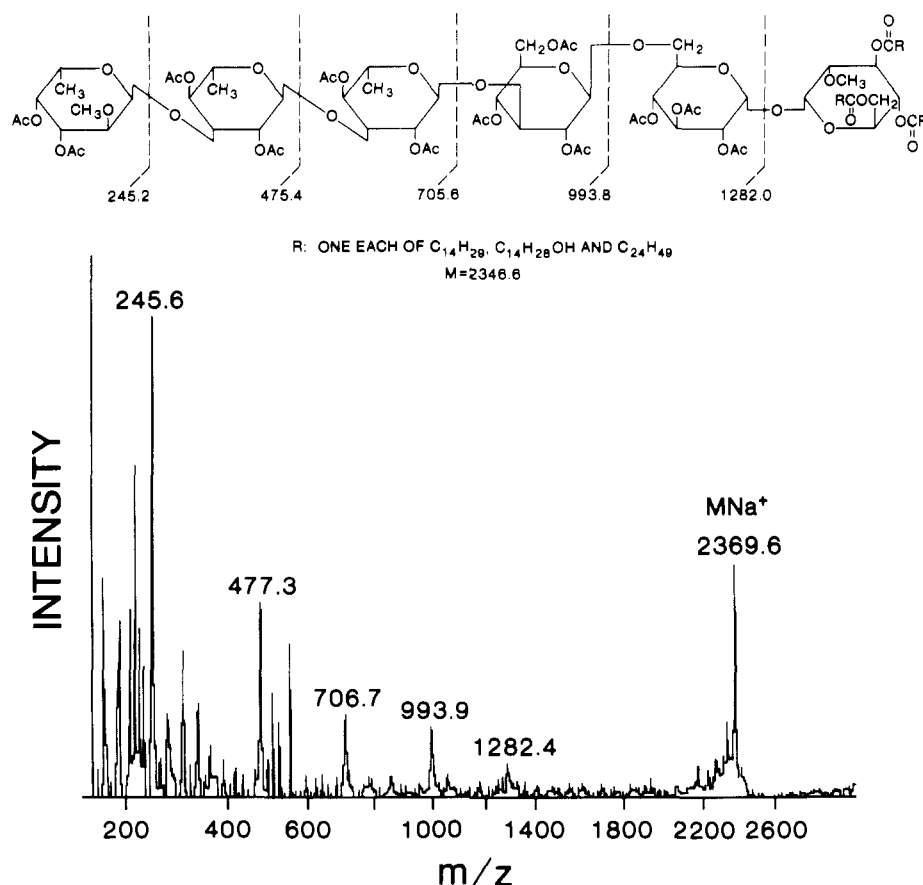 O
CH₂OAc O CH₂ OCR
O AcO O AcO O O O O
CH₃ CH₃ CH₃ O OCH₃ O
MeO RCOCH₂
AcO O O AcO AcO O OCR
OAc OAc OAc OAc OAc O O
245.2 475.4 705.6 993.8 1282.0
R: ONE EACH OF C₁₄H₂₉, C₁₄H₂₈OH AND C₂₄H₄₉
M=2346.6
245.6
MNa⁺
2369.6
477.3
706.7
993.9
1282.4
INTENSITY
200 400 600 1000 1400 1800 2200 2600
m/z